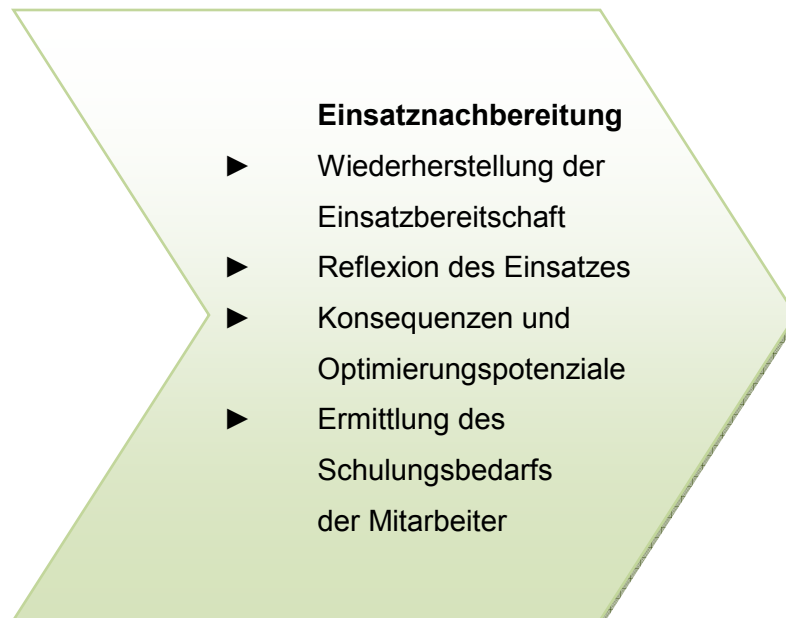 Einsatznachbereitung
► Wiederherstellung der
Einsatzbereitschaft
► Reflexion des Einsatzes
► Konsequenzen und
Optimierungspotenziale
► Ermittlung des
Schulungsbedarfs
der Mitarbeiter